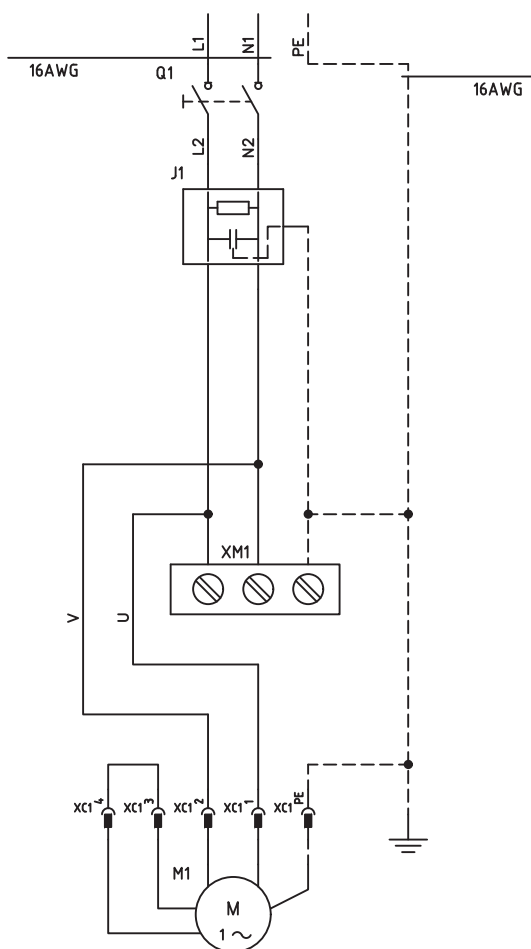 L1
N1
PE
16AWG
Q1
16AWG
L2
N2
J1
XM1
V
U
XC1 4
XC1 3
XC1 2
XC1 1
XC1 PE
M1
M
1 ~